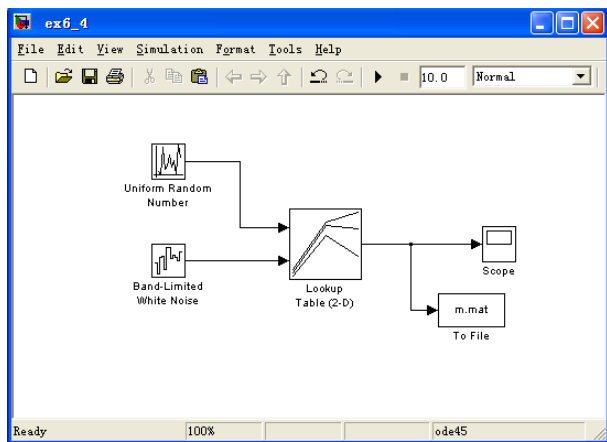 ex6_4
File Edit View Simulation Format Tools Help
10.0 Normal
Uniform Random
Number
Band-Limited
White Noise
Lookup
Table (2-D)
Scope
m.mat
To File
Ready 100% ode45